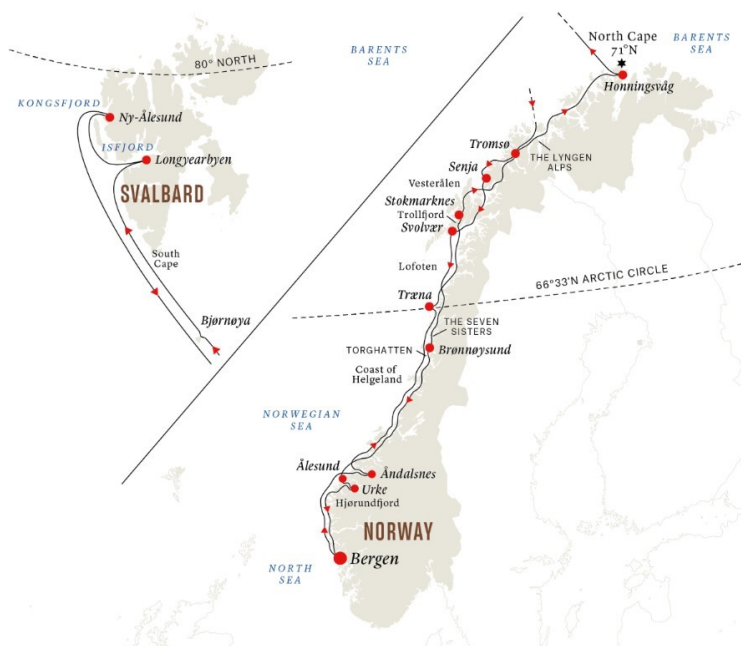 80° NORTH
KONGSFJORD
Ny-Ålesund
ISFJORD
Longyearbyen
SVALBARD
South
Cape
Bjørnøya
BARENTS
SEA
North Cape
71°N
BARENTS
SEA
Honningsvåg
Tromsø
THE LYNGEN
ALPS
Senja
Vesterålen
Stokmarknes
Trollfjord
Svolvær
Lofoten
66°33'N ARCTIC CIRCLE
Træna
THE SEVEN
SISTERS
TORGHATTEN
Brønnøysund
Coast of
Helgeland
NORWEGIAN
SEA
Ålesund
Åndalsnes
Urke
Hjørundfjord
NORWAY
Bergen
NORTH
SEA